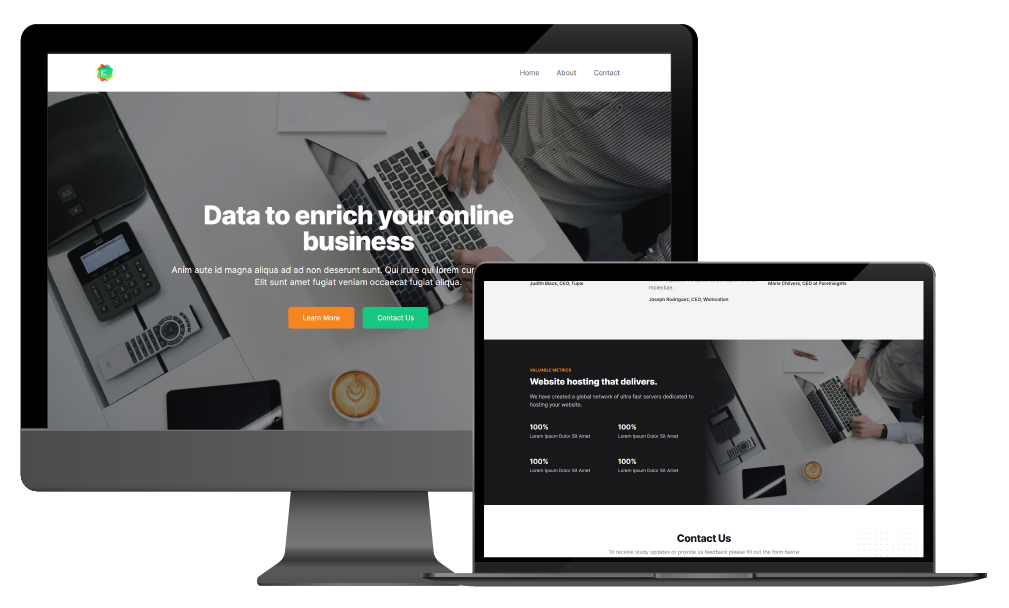 Home About Contact
Data to enrich your online
business
Anim aute id magna aliqua ad ad non deserunt sunt. Qui irure qui lorem cur
Elit sunt amet fugiat veniam occaecat fugiat aliqua.
Learn More Contact Us
Judith Black, CEO, Tuple
molestiae.
Marie Chilvers, CEO at PureInsights
Joseph Rodriguez, CEO, Workcation
VALUABLE METRICS
Website hosting that delivers.
We have created a global network of ultra fast servers dedicated to
hosting your website.
100% 100%
Lorem Ipsum Dolor Sit Amet Lorem Ipsum Dolor Sit Amet
100% 100%
Lorem Ipsum Dolor Sit Amet Lorem Ipsum Dolor Sit Amet
Contact Us
To receive study updates or provide us feedback please fill out the form below